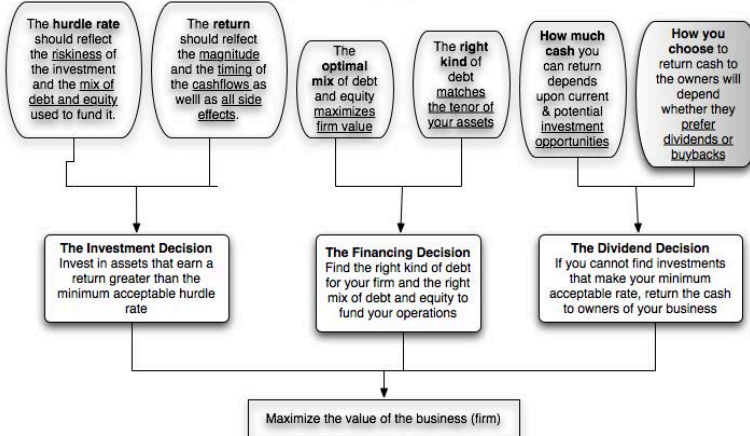 The hurdle rate
should reflect
the riskiness of
the investment
and the mix of
debt and equity
used to fund it.
The return
should relfect
the magnitude
and the timing of
the cashflows as
welll as all side
effects.
The
optimal
mix of debt
and equity
maximizes
firm value
The right
kind of
debt
matches
the tenor of
your assets
How much
cash you
can return
depends
upon current
& potential
investment
opportunities
How you
choose to
return cash to
the owners will
depend
whether they
prefer
dividends or
buybacks
The Investment Decision
Invest in assets that earn a
return greater than the
minimum acceptable hurdle
rate
The Financing Decision
Find the right kind of debt
for your firm and the right
mix of debt and equity to
fund your operations
The Dividend Decision
If you cannot find investments
that make your minimum
acceptable rate, return the cash
to owners of your business
Maximize the value of the business (firm)